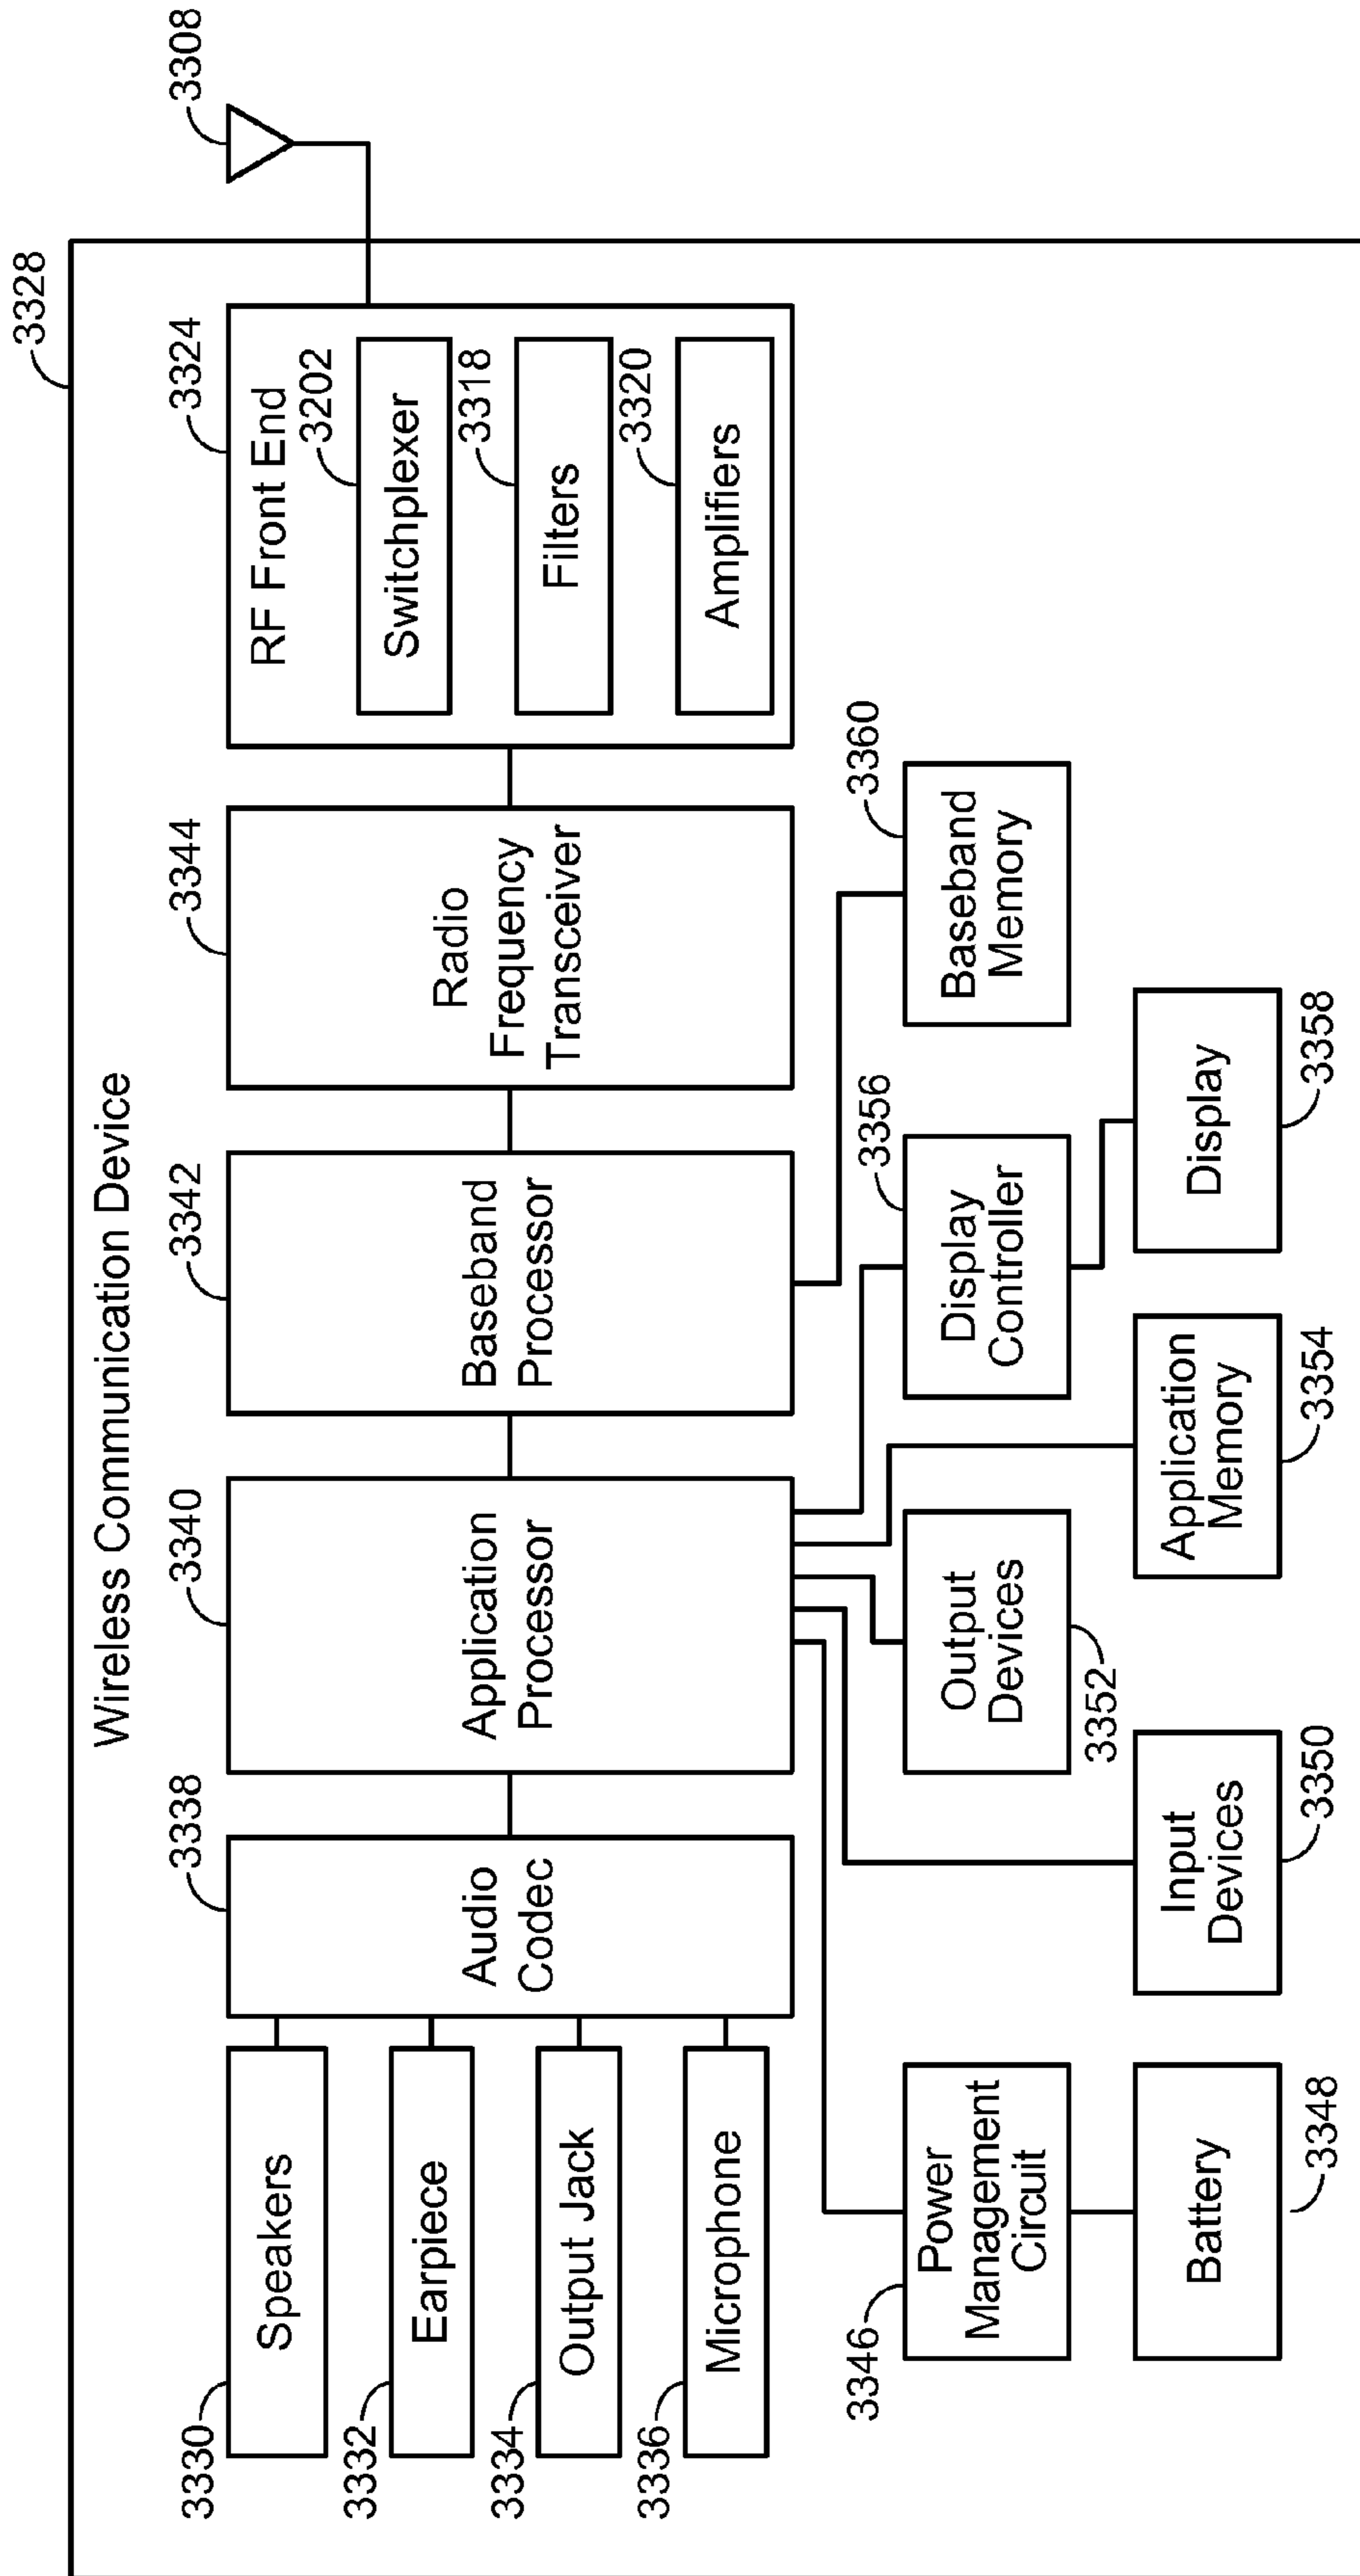 Wireless Communication Device
3328
3308
3330
Speakers
3332
Earpiece
3334
Output Jack
3336
Microphone
3338
Audio
Codec
3340
Application
Processor
3342
Baseband
Processor
3344
Radio
Frequency
Transceiver
3324
RF Front End
3202
Switchplexer
3318
Filters
3320
Amplifiers
3346
Power
Management
Circuit
Battery
3348
Input
Devices
3350
Output
Devices
3352
Application
Memory
3354
3356
Display
Controller
Display
3358
3360
Baseband
Memory